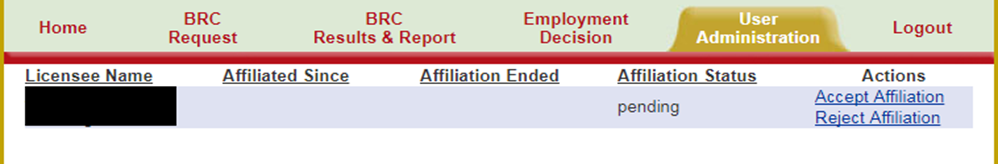 Home
BRC
Request
BRC
Results & Report
Employment
Decision
User
Administration
Logout
Licensee Name Affiliated Since Affiliation Ended Affiliation Status Actions
pending
Accept Affiliation
Reject Affiliation